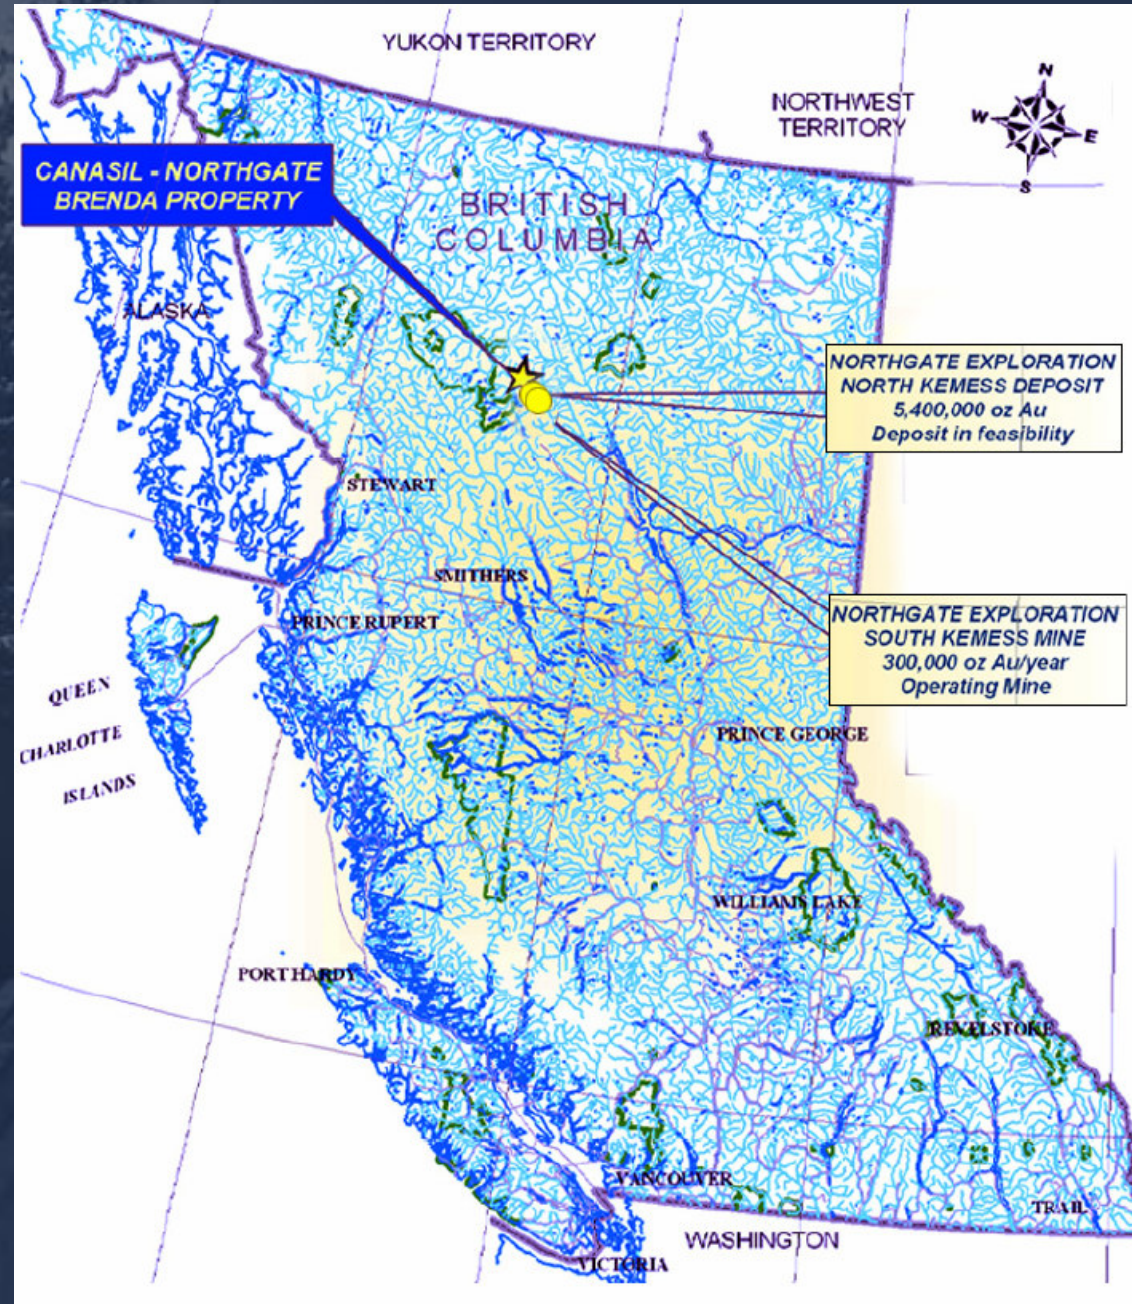 YUKON TERRITORY
NORTHWEST
TERRITORY
N
W
E
S
CANASIL - NORTHGATE
BRENDA PROPERTY
BRITISH
COLUMBIA
ALASKA
NORTHGATE EXPLORATION
NORTH KEMESS DEPOSIT
5,400,000 oz Au
Deposit in feasibility
STEWART
SMITHERS
PRINCE RUPERT
NORTHGATE EXPLORATION
SOUTH KEMESS MINE
300,000 oz Au/year
Operating Mine
QUEEN
CHARLOTTE
ISLANDS
PRINCE GEORGE
WILLIAMS LAKE
PORT HARDY
REVELSTOKE
VANCOUVER
TRAIL
WASHINGTON
VICTORIA